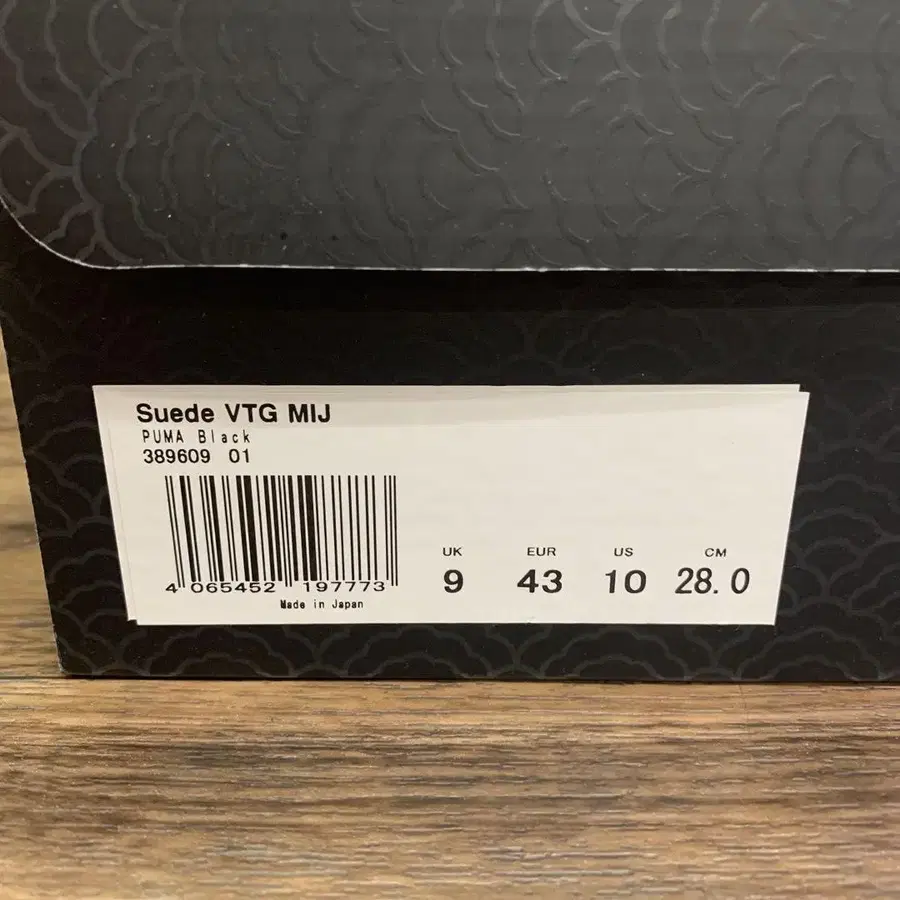 Suede VTG MIJ
PUMA Black
389609 01
4 065452 197773
Made in Japan
UK EUR US CM
9 43 10 28.0